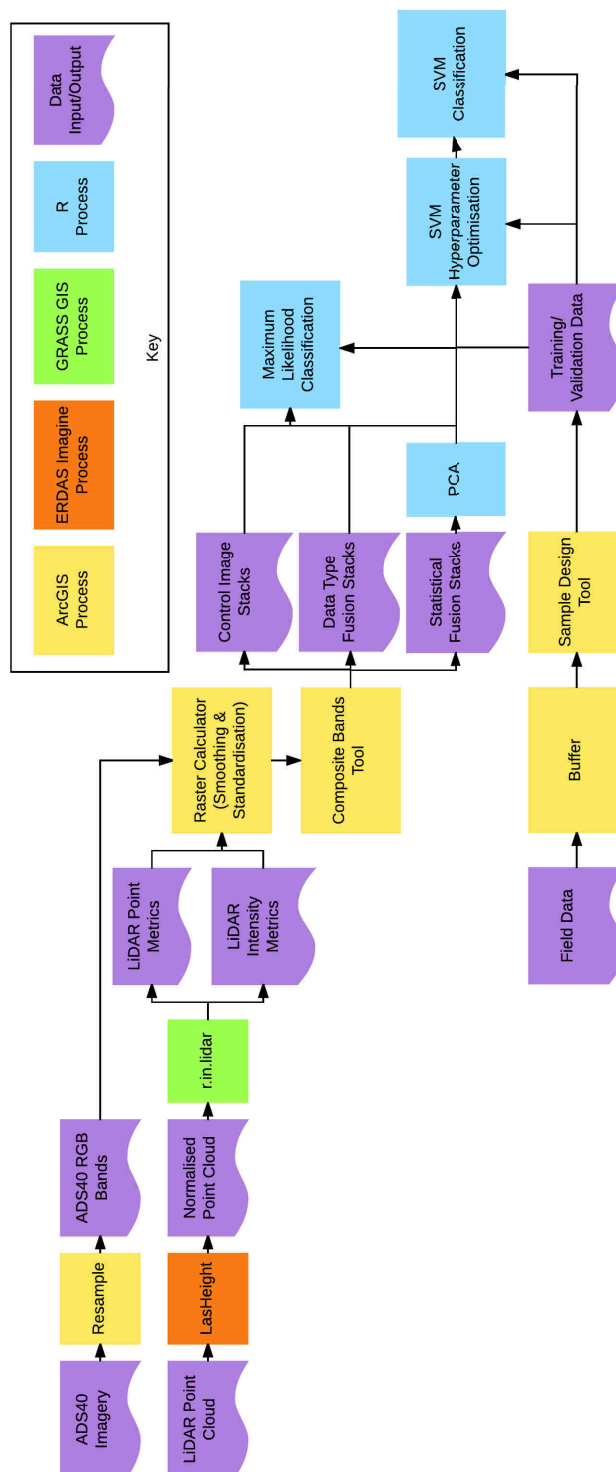 ADS40
Imagery
Resample
ADS40 RGB
Bands
LiDAR Point
Cloud
LasHeight
Normalised
Point Cloud
r.in.lidar
LiDAR Point
Metrics
LiDAR
Intensity
Metrics
Raster Calculator
(Smoothing &
Standardisation)
Composite Bands
Tool
Control Image
Stacks
Data Type
Fusion Stacks
Statistical
Fusion Stacks
PCA
Maximum
Likelihood
Classification
SVM
Hyperparameter
Optimisation
SVM
Classification
Field Data
Buffer
Sample Design
Tool
Training/
Validation Data
ArcGIS
Process
ERDAS Imagine
Process
GRASS GIS
Process
R
Process
Data
Input/Output
Key